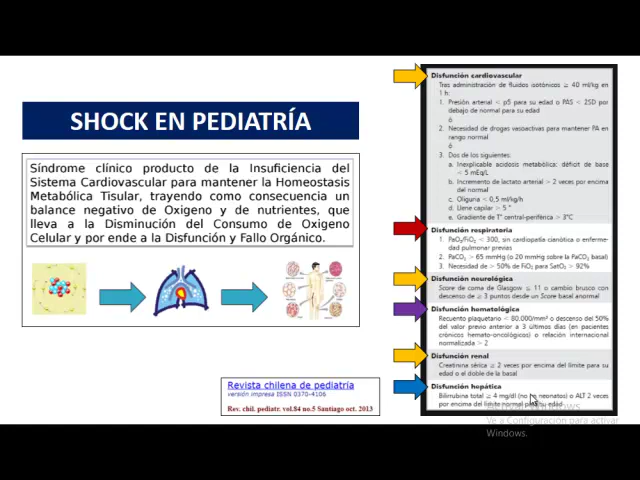 SHOCK EN PEDIATRÍA
Síndrome clínico producto de la Insuficiencia del
Sistema Cardiovascular para mantener la Homeostasis
Metabólica Tisular, trayendo como consecuencia un
balance negativo de Oxigeno y de nutrientes, que
lleva a la Disminución del Consumo de Oxigeno
Celular y por ende a la Disfunción y Fallo Orgánico.
Revista chilena de pediatría
versión impresa ISSN 0370-4106
Rev. chil. pediatr. vol.84 no.5 Santiago oct. 2013
Disfunción cardiovascular
Tras administración de fluidos isotónicos ≥ 40 ml/kg en
1 h:
1. Presión arterial < p5 para su edad o PAS < 2SD por
debajo de normal para su edad
ó
2. Necesidad de drogas vasoactivas para mantener PA en
rango normal
ó
3. Dos de los siguientes:
a. Inexplicable acidosis metabólica: déficit de base
< 5 mEq/L
b. Incremento de lactato arterial > 2 veces por encima
del normal
c. Oliguria < 0,5 ml/kg/h
d. Llene capilar > 5 "
e. Gradiente de T° central-periférica > 3°C
Disfunción respiratoria
1. PaO₂/FiO₂ < 300, sin cardiopatía cianótica o enferme-
dad pulmonar previas
2. PaCO₂ > 65 mmHg (o 20 mmHg sobre la PaCO₂ basal)
3. Necesidad de > 50% de FiO₂ para SatO₂ > 92%
Disfunción neurológica
Score de coma de Glasgow ≤ 11 o cambio brusco con
descenso de ≥ 3 puntos desde un Score basal anormal
Disfunción hematológica
Recuento plaquetario < 80,000/mm³ o descenso del 50%
del valor previo anterior a 3 últimos días (en pacientes
crónicos hemato-oncológicos) o relación internacional
normalizada > 2
Disfunción renal
Creatinina sérica ≥ 2 veces por encima del límite para su
edad o el doble de la basal
Disfunción hepática
Bilirrubina total ≥ 4 mg/dl (no en neonatos) o ALT 2 veces
por encima del límite normal para su edad
Ve a Configuración para activar
Windows.